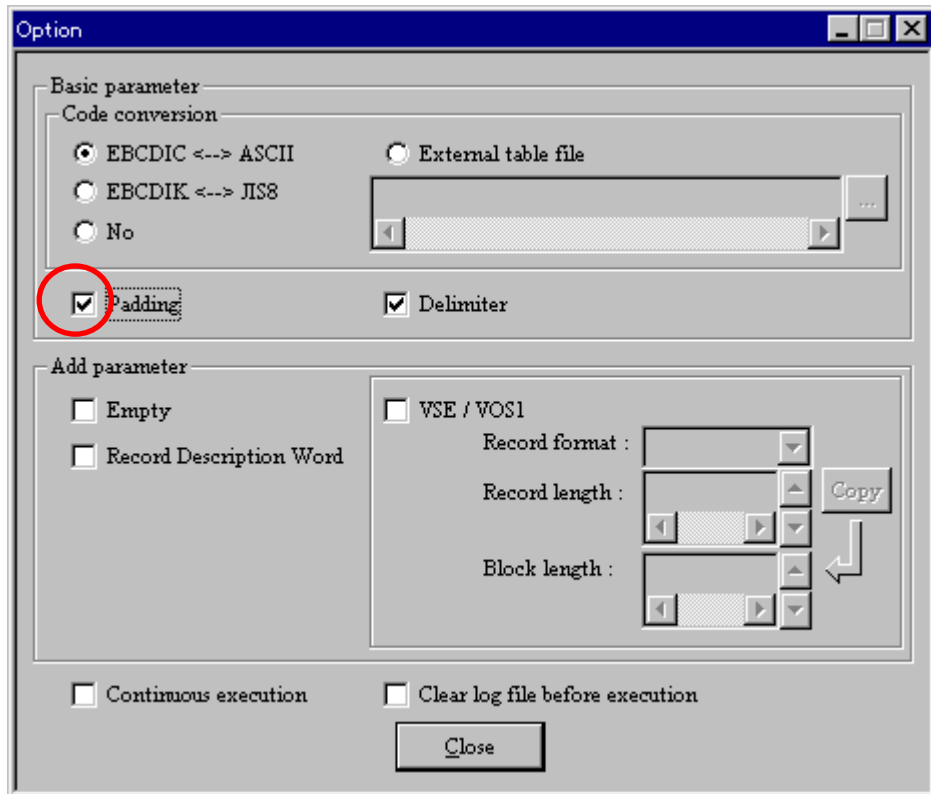 Option
Basic parameter
Code conversion
EBCDIC <--> ASCII
External table file
EBCDIK <--> JIS8
...
No
Padding
Delimiter
Add parameter
Empty
VSE / VOS1
Record Description Word
Record format :
Record length :
Copy
Block length :
Continuous execution
Clear log file before execution
Close